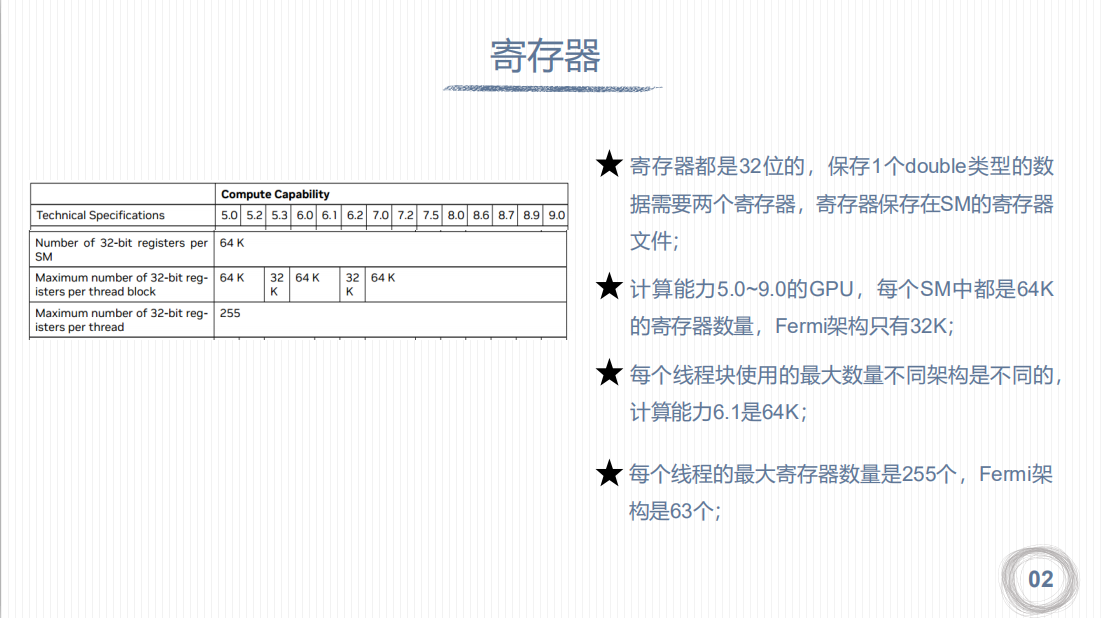 寄存器
Compute Capability
Technical Specifications 5.0 5.2 5.3 6.0 6.1 6.2 7.0 7.2 7.5 8.0 8.6 8.7 8.9 9.0
Number of 32-bit registers per
SM
64 K
Maximum number of 32-bit reg-
isters per thread block
64 K 32 K 64 K 32 K 64 K
Maximum number of 32-bit reg-
isters per thread
255
寄存器都是32位的，保存1个double类型的数
据需要两个寄存器，寄存器保存在SM的寄存器
文件；
计算能力5.0~9.0的GPU，每个SM中都是64K
的寄存器数量，Fermi架构只有32K；
每个线程块使用的最大数量不同架构是不同的，
计算能力6.1是64K；
每个线程的最大寄存器数量是255个，Fermi架
构是63个；
02